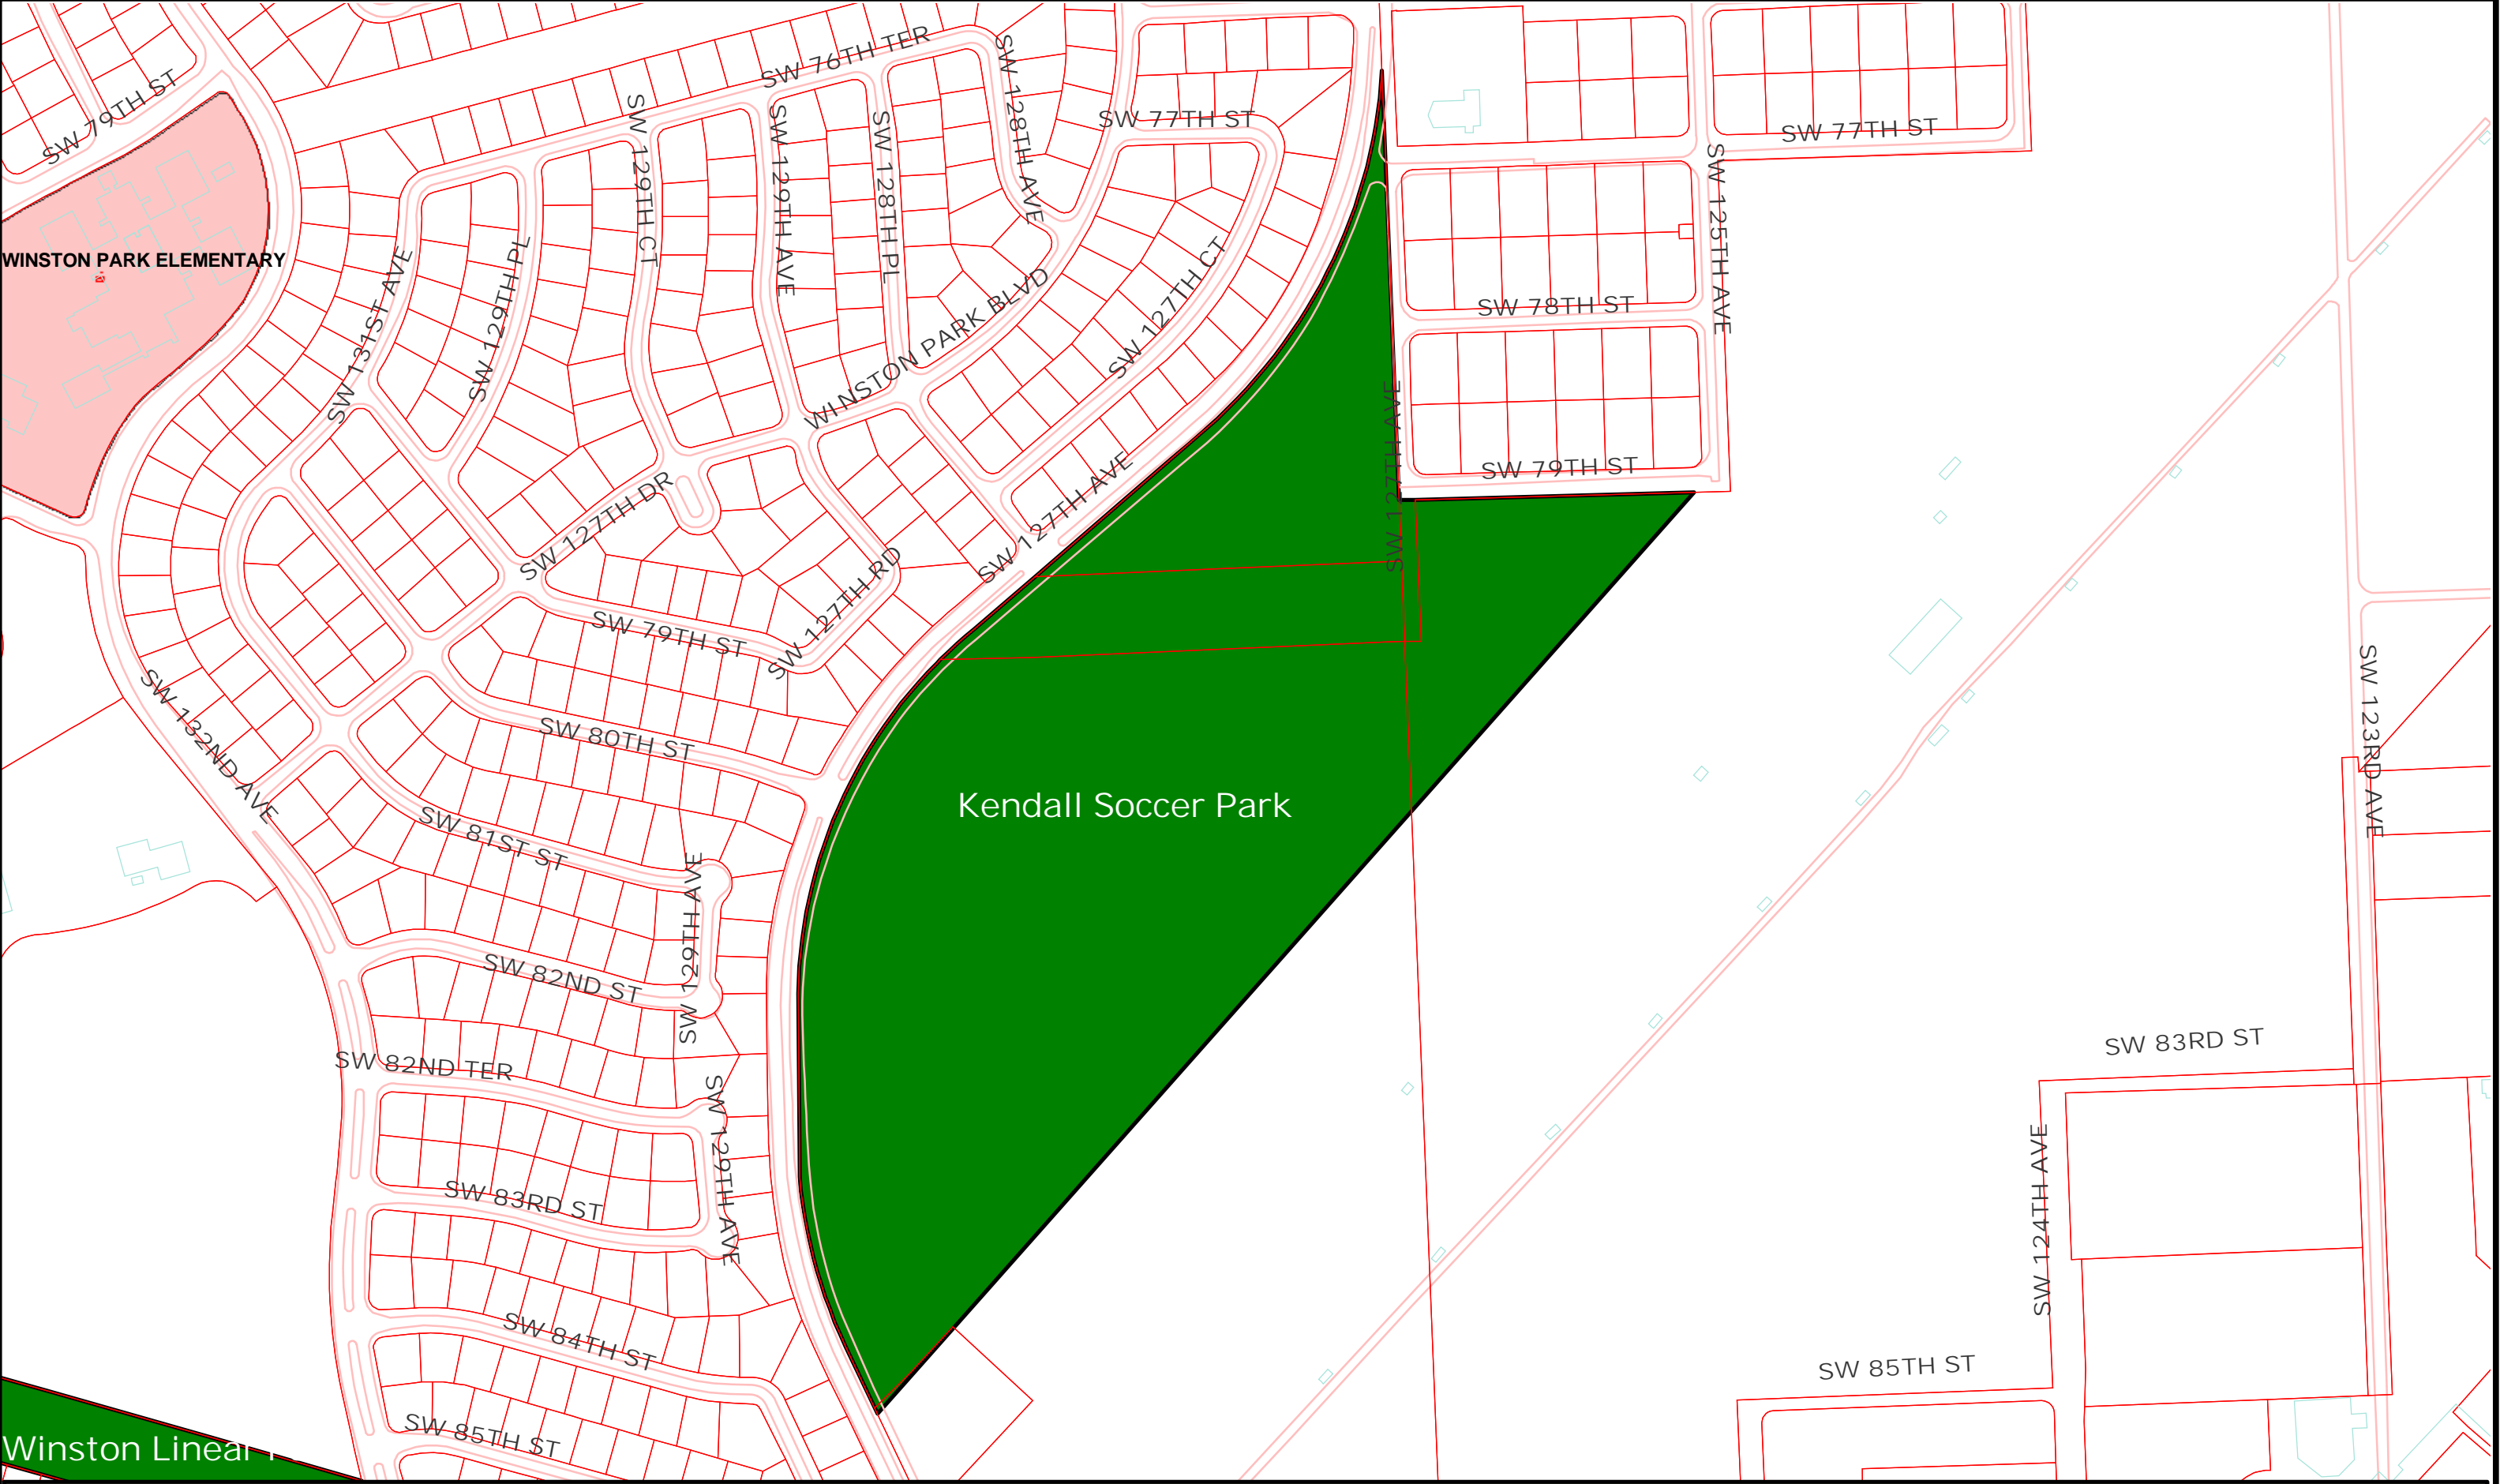 SW 76TH TER
SW 79TH ST
SW 128TH AVE
SW 77TH ST
SW 77TH ST
SW 129TH CT
SW 129TH AVE
SW 128TH PL
SW 125TH AVE
WINSTON PARK ELEMENTARY
SW 131ST AVE
SW 129TH PL
WINSTON PARK BLVD
SW 127TH CT
SW 78TH ST
SW 127TH AVE
SW 127TH AVE
SW 79TH ST
SW 127TH DR
SW 127TH RD
SW 79TH ST
SW 132ND AVE
SW 80TH ST
SW 123RD AVE
Kendall Soccer Park
SW 81ST ST
SW 129TH AVE
SW 82ND ST
SW 83RD ST
SW 82ND TER
SW 129TH AVE
SW 124TH AVE
SW 83RD ST
SW 84TH ST
SW 85TH ST
SW 85TH ST
Winston Linear